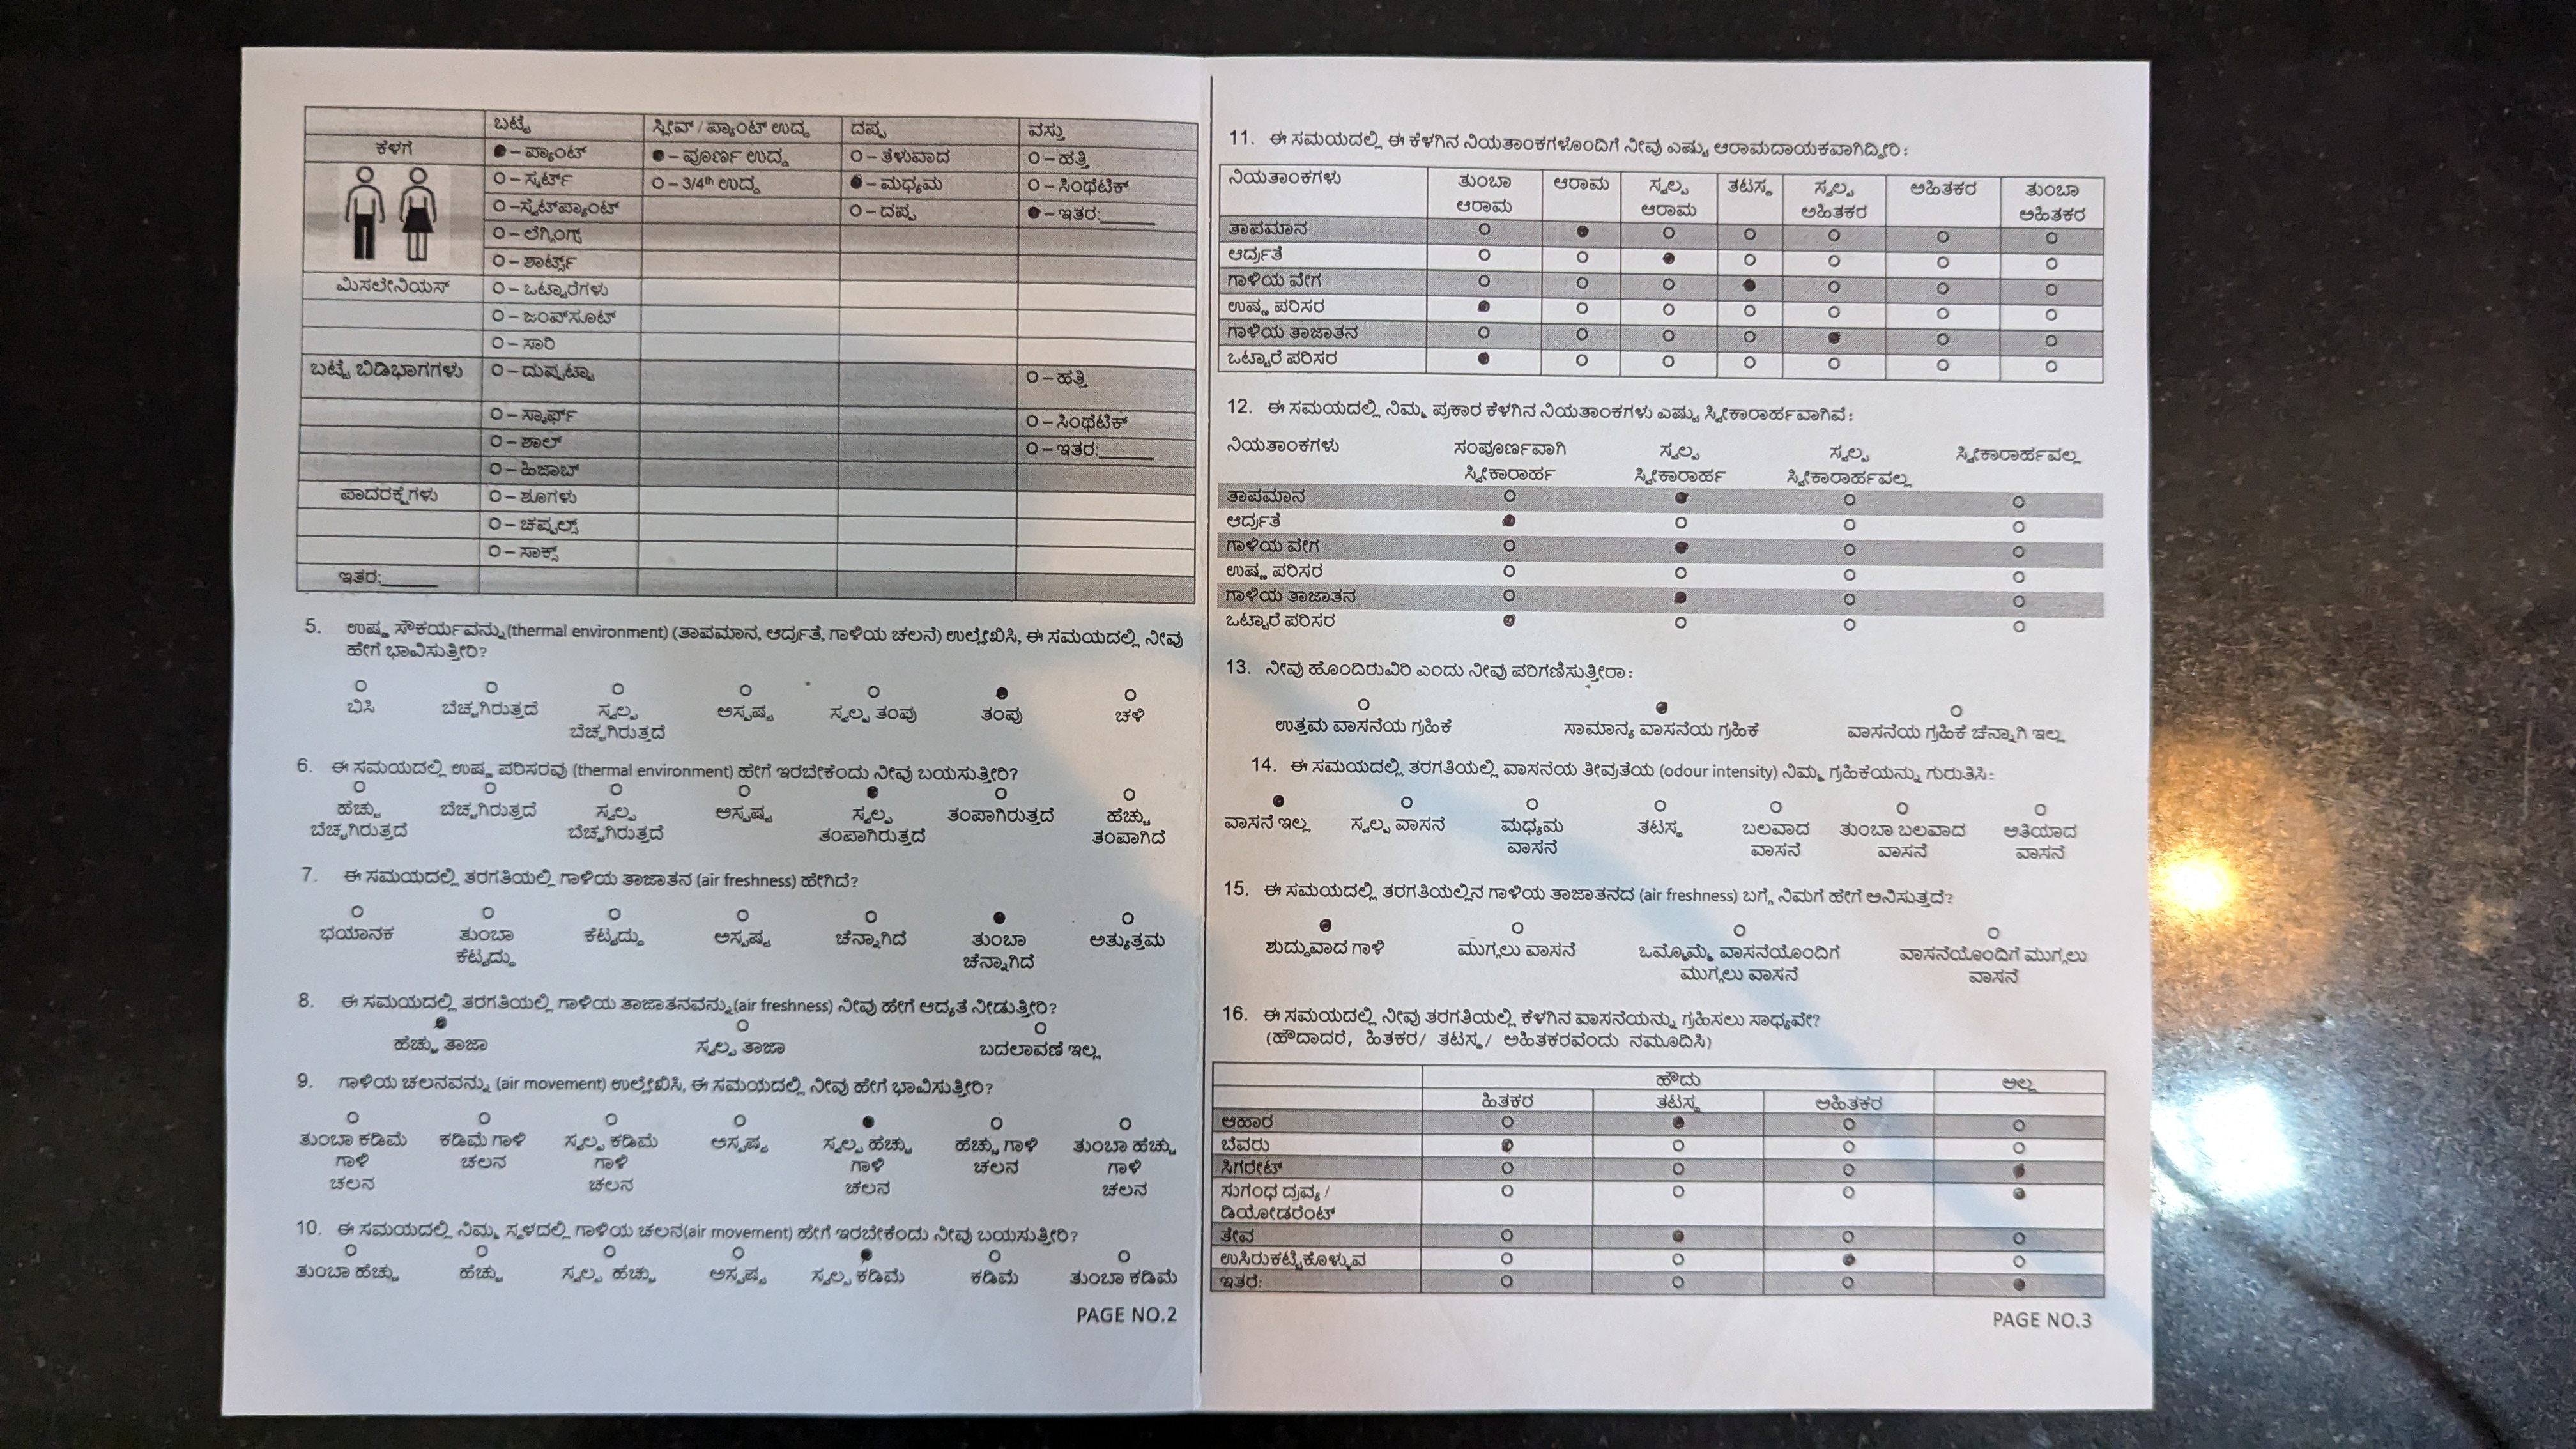 ಬಟ್ಟೆ ಸ್ಲೀವ್ / ಪ್ಯಾಂಟ್ ಉದ್ದ ದಪ್ಪ ವಸ್ತು
ಕೆಳಗೆ – ಪ್ಯಾಂಟ್ – ಪೂರ್ಣ ಉದ್ದ – ತೆಳುವಾದ – ಹತ್ತಿ
– ಸ್ಕರ್ಟ್ – 3/4th ಉದ್ದ – ಮಧ್ಯಮ – ಸಿಂಥೆಟಿಕ್
– ಸ್ವೆಟ್‌ಪ್ಯಾಂಟ್ – ದಪ್ಪ – ಇತರ:______
– ಲೆಗ್ಗಿಂಗ್ಸ್
– ಶಾರ್ಟ್ಸ್
ಮಿಸಲೇನಿಯಸ್ – ಒಟ್ಟಾರೆಗಳು
– ಜಂಪ್‌ಸೂಟ್
– ಸಾರಿ
ಬಟ್ಟೆ ಬಿಡಿಭಾಗಗಳು – ದುಪ್ಪಟ್ಟಾ – ಹತ್ತಿ
– ಸ್ಕಾರ್ಫ್ – ಸಿಂಥೆಟಿಕ್
– ಶಾಲ್ – ಇತರ:______
– ಹಿಜಾಬ್
ಪಾದರಕ್ಷೆಗಳು – ಶೂಗಳು
– ಚಪ್ಪಲ್ಸ್
– ಸಾಕ್ಸ್
ಇತರ:______
5. ಉಷ್ಣ ಸೌಕರ್ಯವನ್ನು (thermal environment) (ತಾಪಮಾನ, ಆರ್ದ್ರತೆ, ಗಾಳಿಯ ಚಲನೆ) ಉಲ್ಲೇಖಿಸಿ, ಈ ಸಮಯದಲ್ಲಿ ನೀವು
ಹೇಗೆ ಭಾವಿಸುತ್ತೀರಿ?
ಬಿಸಿ ಬೆಚ್ಚಗಿರುತ್ತದೆ ಸ್ವಲ್ಪ ಅಸ್ಪಷ್ಟ ಸ್ವಲ್ಪ ತಂಪು ತಂಪು ಚಳಿ
ಬೆಚ್ಚಗಿರುತ್ತದೆ
6. ಈ ಸಮಯದಲ್ಲಿ ಉಷ್ಣ ಪರಿಸರವು (thermal environment) ಹೇಗೆ ಇರಬೇಕೆಂದು ನೀವು ಬಯಸುತ್ತೀರಿ?
ಹೆಚ್ಚು ಬೆಚ್ಚಗಿರುತ್ತದೆ ಸ್ವಲ್ಪ ಅಸ್ಪಷ್ಟ ಸ್ವಲ್ಪ ತಂಪಾಗಿರುತ್ತದೆ ಹೆಚ್ಚು
ಬೆಚ್ಚಗಿರುತ್ತದೆ ಬೆಚ್ಚಗಿರುತ್ತದೆ ತಂಪಾಗಿರುತ್ತದೆ ತಂಪಾಗಿದೆ
7. ಈ ಸಮಯದಲ್ಲಿ ತರಗತಿಯಲ್ಲಿ ಗಾಳಿಯ ತಾಜಾತನ (air freshness) ಹೇಗಿದೆ?
ಭಯಾನಕ ತುಂಬಾ ಕೆಟ್ಟದ್ದು ಅಸ್ಪಷ್ಟ ಚೆನ್ನಾಗಿದೆ ತುಂಬಾ ಅತ್ಯುತ್ತಮ
ಕೆಟ್ಟದ್ದು ಚೆನ್ನಾಗಿದೆ
8. ಈ ಸಮಯದಲ್ಲಿ ತರಗತಿಯಲ್ಲಿ ಗಾಳಿಯ ತಾಜಾತನವನ್ನು (air freshness) ನೀವು ಹೇಗೆ ಆದ್ಯತೆ ನೀಡುತ್ತೀರಿ?
ಹೆಚ್ಚು ತಾಜಾ ಸ್ವಲ್ಪ ತಾಜಾ ಬದಲಾವಣೆ ಇಲ್ಲ
9. ಗಾಳಿಯ ಚಲನವನ್ನು (air movement) ಉಲ್ಲೇಖಿಸಿ, ಈ ಸಮಯದಲ್ಲಿ ನೀವು ಹೇಗೆ ಭಾವಿಸುತ್ತೀರಿ?
ತುಂಬಾ ಕಡಿಮೆ ಕಡಿಮೆ ಗಾಳಿ ಸ್ವಲ್ಪ ಕಡಿಮೆ ಅಸ್ಪಷ್ಟ ಸ್ವಲ್ಪ ಹೆಚ್ಚು ಹೆಚ್ಚು ಗಾಳಿ ತುಂಬಾ ಹೆಚ್ಚು
ಗಾಳಿ ಚಲನ ಗಾಳಿ ಗಾಳಿ ಚಲನ ಗಾಳಿ
ಚಲನ ಚಲನ ಚಲನ ಚಲನ
10. ಈ ಸಮಯದಲ್ಲಿ ನಿಮ್ಮ ಸ್ಥಳದಲ್ಲಿ ಗಾಳಿಯ ಚಲನ(air movement) ಹೇಗೆ ಇರಬೇಕೆಂದು ನೀವು ಬಯಸುತ್ತೀರಿ?
ತುಂಬಾ ಹೆಚ್ಚು ಹೆಚ್ಚು ಸ್ವಲ್ಪ ಹೆಚ್ಚು ಅಸ್ಪಷ್ಟ ಸ್ವಲ್ಪ ಕಡಿಮೆ ಕಡಿಮೆ ತುಂಬಾ ಕಡಿಮೆ
PAGE NO.2
11. ಈ ಸಮಯದಲ್ಲಿ ಈ ಕೆಳಗಿನ ನಿಯತಾಂಕಗಳೊಂದಿಗೆ ನೀವು ಎಷ್ಟು ಆರಾಮದಾಯಕವಾಗಿದ್ದೀರಿ:
ನಿಯತಾಂಕಗಳು ತುಂಬಾ ಆರಾಮ ಸ್ವಲ್ಪ ತಟಸ್ಥ ಸ್ವಲ್ಪ ಅಹಿತಕರ ತುಂಬಾ
ಆರಾಮ ಆರಾಮ ಅಹಿತಕರ ಅಹಿತಕರ
ತಾಪಮಾನ
ಆರ್ದ್ರತೆ
ಗಾಳಿಯ ವೇಗ
ಉಷ್ಣ ಪರಿಸರ
ಗಾಳಿಯ ತಾಜಾತನ
ಒಟ್ಟಾರೆ ಪರಿಸರ
12. ಈ ಸಮಯದಲ್ಲಿ ನಿಮ್ಮ ಪ್ರಕಾರ ಕೆಳಗಿನ ನಿಯತಾಂಕಗಳು ಎಷ್ಟು ಸ್ವೀಕಾರಾರ್ಹವಾಗಿವೆ:
ನಿಯತಾಂಕಗಳು ಸಂಪೂರ್ಣವಾಗಿ ಸ್ವಲ್ಪ ಸ್ವಲ್ಪ ಸ್ವೀಕಾರಾರ್ಹವಲ್ಲ
ಸ್ವೀಕಾರಾರ್ಹ ಸ್ವೀಕಾರಾರ್ಹ ಸ್ವೀಕಾರಾರ್ಹವಲ್ಲ
ತಾಪಮಾನ
ಆರ್ದ್ರತೆ
ಗಾಳಿಯ ವೇಗ
ಉಷ್ಣ ಪರಿಸರ
ಗಾಳಿಯ ತಾಜಾತನ
ಒಟ್ಟಾರೆ ಪರಿಸರ
13. ನೀವು ಹೊಂದಿರುವಿರಿ ಎಂದು ನೀವು ಪರಿಗಣಿಸುತ್ತೀರಾ:
ಉತ್ತಮ ವಾಸನೆಯ ಗ್ರಹಿಕೆ ಸಾಮಾನ್ಯ ವಾಸನೆಯ ಗ್ರಹಿಕೆ ವಾಸನೆಯ ಗ್ರಹಿಕೆ ಚೆನ್ನಾಗಿ ಇಲ್ಲ
14. ಈ ಸಮಯದಲ್ಲಿ ತರಗತಿಯಲ್ಲಿ ವಾಸನೆಯ ತೀವ್ರತೆಯ (odour intensity) ನಿಮ್ಮ ಗ್ರಹಿಕೆಯನ್ನು ಗುರುತಿಸಿ:
ವಾಸನೆ ಇಲ್ಲ ಸ್ವಲ್ಪ ವಾಸನೆ ಮಧ್ಯಮ ತಟಸ್ಥ ಬಲವಾದ ತುಂಬಾ ಬಲವಾದ ಅತಿಯಾದ
ವಾಸನೆ ವಾಸನೆ ವಾಸನೆ ವಾಸನೆ
15. ಈ ಸಮಯದಲ್ಲಿ ತರಗತಿಯಲ್ಲಿನ ಗಾಳಿಯ ತಾಜಾತನದ (air freshness) ಬಗ್ಗೆ ನಿಮಗೆ ಹೇಗೆ ಅನಿಸುತ್ತದೆ?
ಶುದ್ದುವಾದ ಗಾಳಿ ಮುಗ್ಗಲು ವಾಸನೆ ಒಮ್ಮೊಮ್ಮೆ ವಾಸನೆಯೊಂದಿಗೆ ವಾಸನೆಯೊಂದಿಗೆ ಮುಗ್ಗಲು
ಮುಗ್ಗಲು ವಾಸನೆ ವಾಸನೆ
16. ಈ ಸಮಯದಲ್ಲಿ ನೀವು ತರಗತಿಯಲ್ಲಿ ಕೆಳಗಿನ ವಾಸನೆಯನ್ನು ಗ್ರಹಿಸಲು ಸಾಧ್ಯವೇ?
(ಹೌದಾದರೆ, ಹಿತಕರ/ ತಟಸ್ಥ/ ಅಹಿತಕರವೆಂದು ನಮೂದಿಸಿ)
ಹೌದು ಅಲ್ಲ
ಹಿತಕರ ತಟಸ್ಥ ಅಹಿತಕರ
ಆಹಾರ
ಬೆವರು
ಸಿಗರೇಟ್
ಸುಗಂಧ ದ್ರವ್ಯ /
ಡಿಯೋಡರೆಂಟ್
ತೇವ
ಉಸಿರುಕಟ್ಟಿಕೊಳ್ಳುವ
ಇತರೆ:
PAGE NO.3